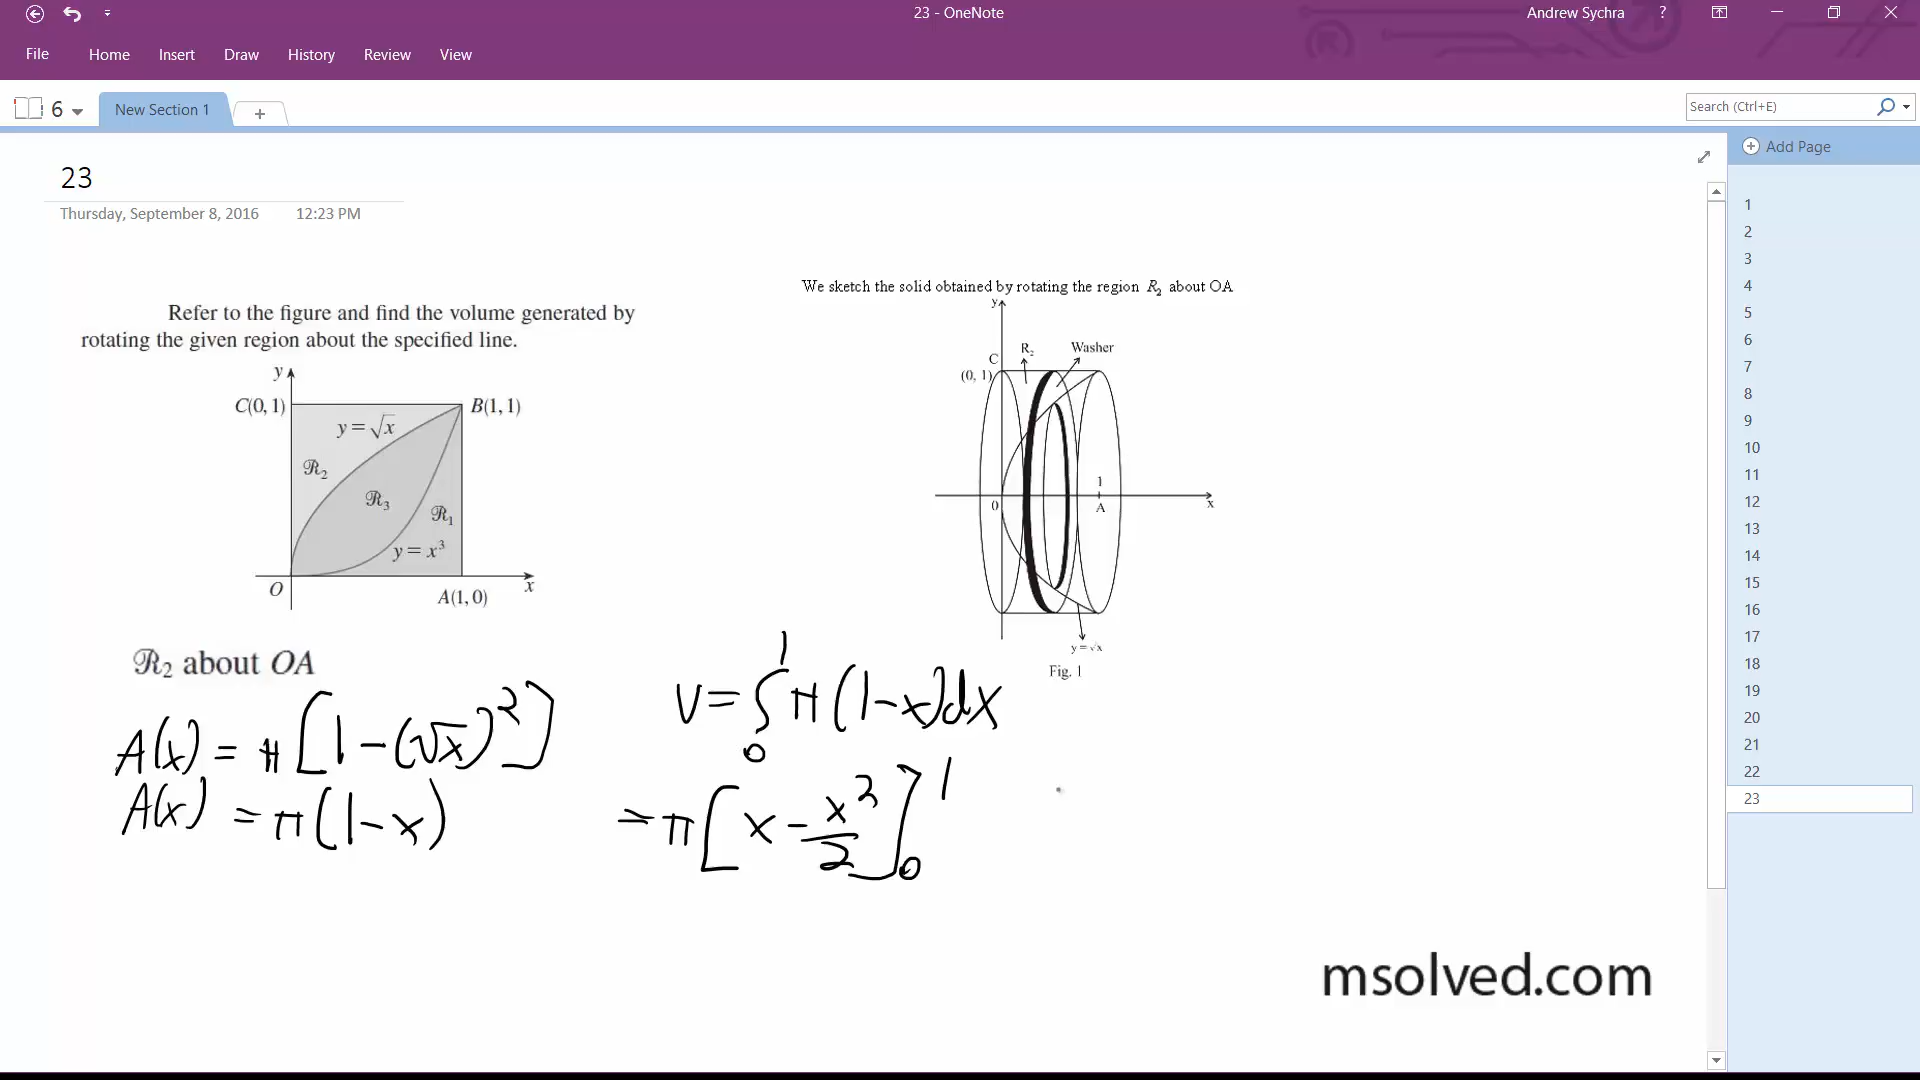 23 - OneNote
Andrew Sychra
?
File
Home
Insert
Draw
History
Review
View
6
New Section 1
+
Search (Ctrl+E)
Add Page
23
Thursday, September 8, 2016 12:23 PM
Refer to the figure and find the volume generated by
rotating the given region about the specified line.
y
C(0, 1)
B(1, 1)
y = √x
ℛ₂
ℛ₃
ℛ₁
y = x³
O
A(1, 0)
x
ℛ₂ about OA
A(x) = π[1-(√x)²]
A(x) = π(1-x)
We sketch the solid obtained by rotating the region R₂ about OA
y
C
(0, 1)
R₂
Washer
0
1
A
x
y = √x
Fig. 1
V = ∫₀¹ π(1-x)dx
= π[x - x²/2]₀¹
msolved.com
1
2
3
4
5
6
7
8
9
10
11
12
13
14
15
16
17
18
19
20
21
22
23